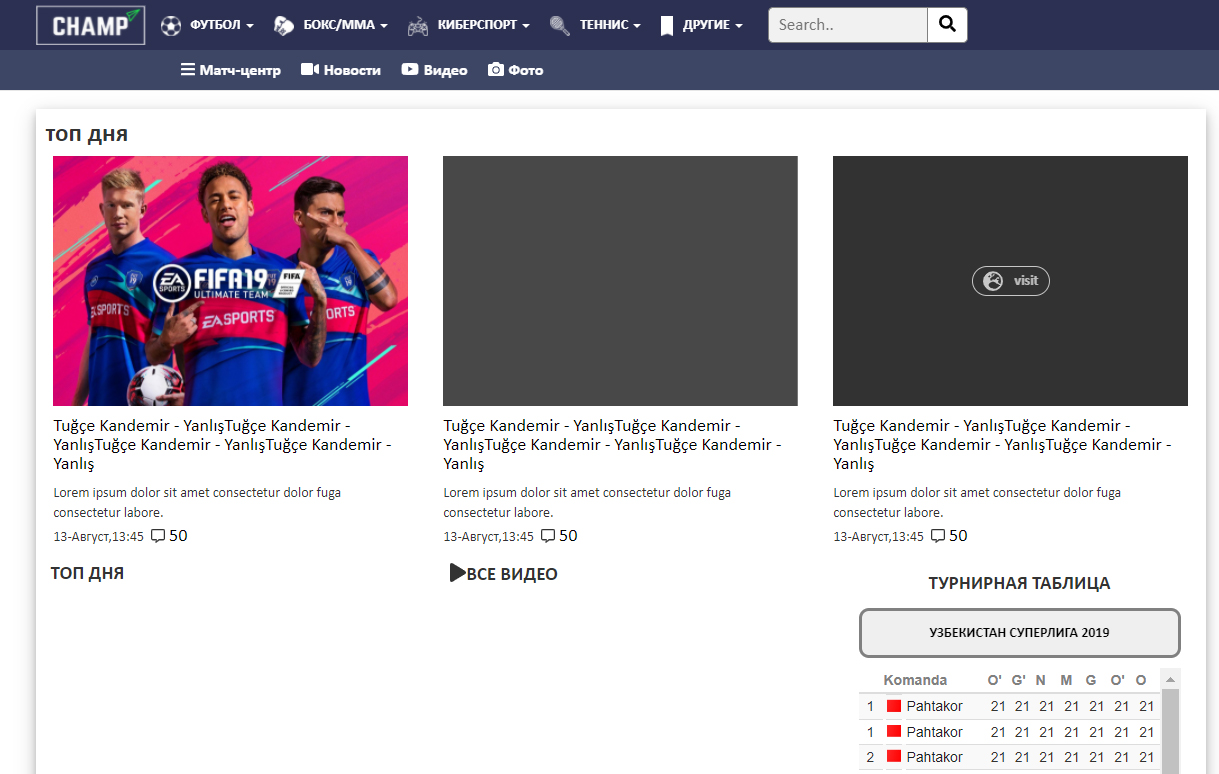 CHAMP ФУТБОЛ БОКС/ММА КИБЕРСПОРТ ТЕННИС ДРУГИЕ Search..
Матч-центр Новости Видео Фото
ТОП ДНЯ
EA SPORTS FIFA19 FIFA
ULTIMATE TEAM
EA SPORTS
EA SPORTS
ORTS
visit
Tuğçe Kandemir - YanlışTuğçe Kandemir -
YanlışTuğçe Kandemir - YanlışTuğçe Kandemir -
Yanlış
Lorem ipsum dolor sit amet consectetur dolor fuga
consectetur labore.
13-Август,13:45 50
Tuğçe Kandemir - YanlışTuğçe Kandemir -
YanlışTuğçe Kandemir - YanlışTuğçe Kandemir -
Yanlış
Lorem ipsum dolor sit amet consectetur dolor fuga
consectetur labore.
13-Август,13:45 50
Tuğçe Kandemir - YanlışTuğçe Kandemir -
YanlışTuğçe Kandemir - YanlışTuğçe Kandemir -
Yanlış
Lorem ipsum dolor sit amet consectetur dolor fuga
consectetur labore.
13-Август,13:45 50
ТОП ДНЯ
ВСЕ ВИДЕО
ТУРНИРНАЯ ТАБЛИЦА
УЗБЕКИСТАН СУПЕРЛИГА 2019
Komanda O' G' N M G O' O
1 Pahtakor 21 21 21 21 21 21 21
1 Pahtakor 21 21 21 21 21 21 21
2 Pahtakor 21 21 21 21 21 21 21